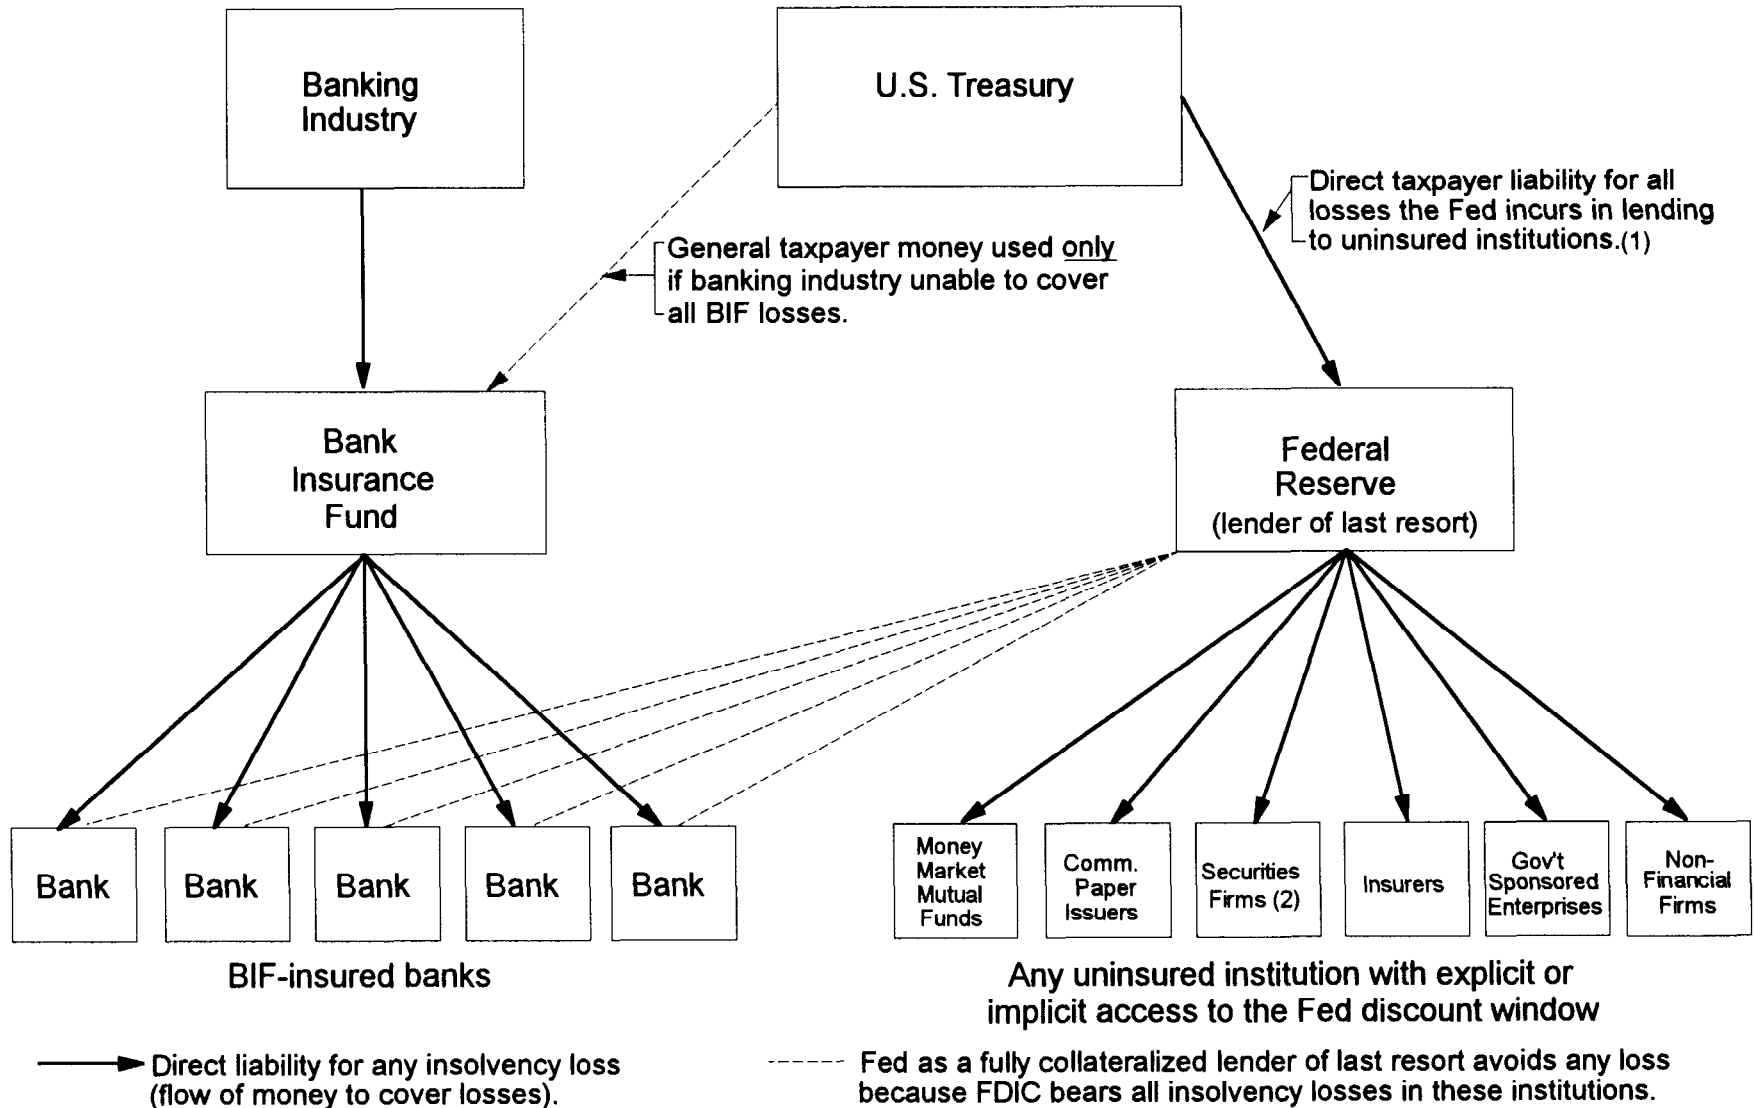 Banking
Industry
U.S. Treasury
Direct taxpayer liability for all
losses the Fed incurs in lending
to uninsured institutions.(1)
General taxpayer money used only
if banking industry unable to cover
all BIF losses.
Bank
Insurance
Fund
Federal
Reserve
(lender of last resort)
Bank
Bank
Bank
Bank
Bank
Money
Market
Mutual
Funds
Comm.
Paper
Issuers
Securities
Firms (2)
Insurers
Gov't
Sponsored
Enterprises
Non-
Financial
Firms
BIF-insured banks
Any uninsured institution with explicit or
implicit access to the Fed discount window
Direct liability for any insolvency loss
(flow of money to cover losses).
Fed as a fully collateralized lender of last resort avoids any loss
because FDIC bears all insolvency losses in these institutions.